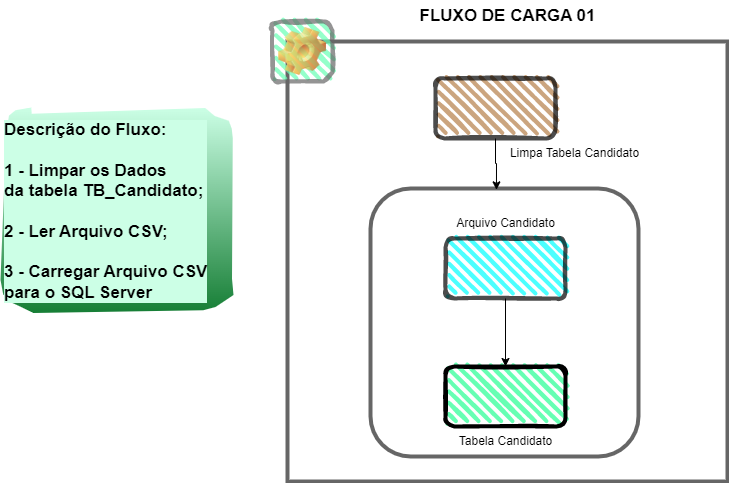 FLUXO DE CARGA 01
Descrição do Fluxo:
1 - Limpar os Dados
da tabela TB_Candidato;
2 - Ler Arquivo CSV;
3 - Carregar Arquivo CSV
para o SQL Server
Limpa Tabela Candidato
Arquivo Candidato
Tabela Candidato